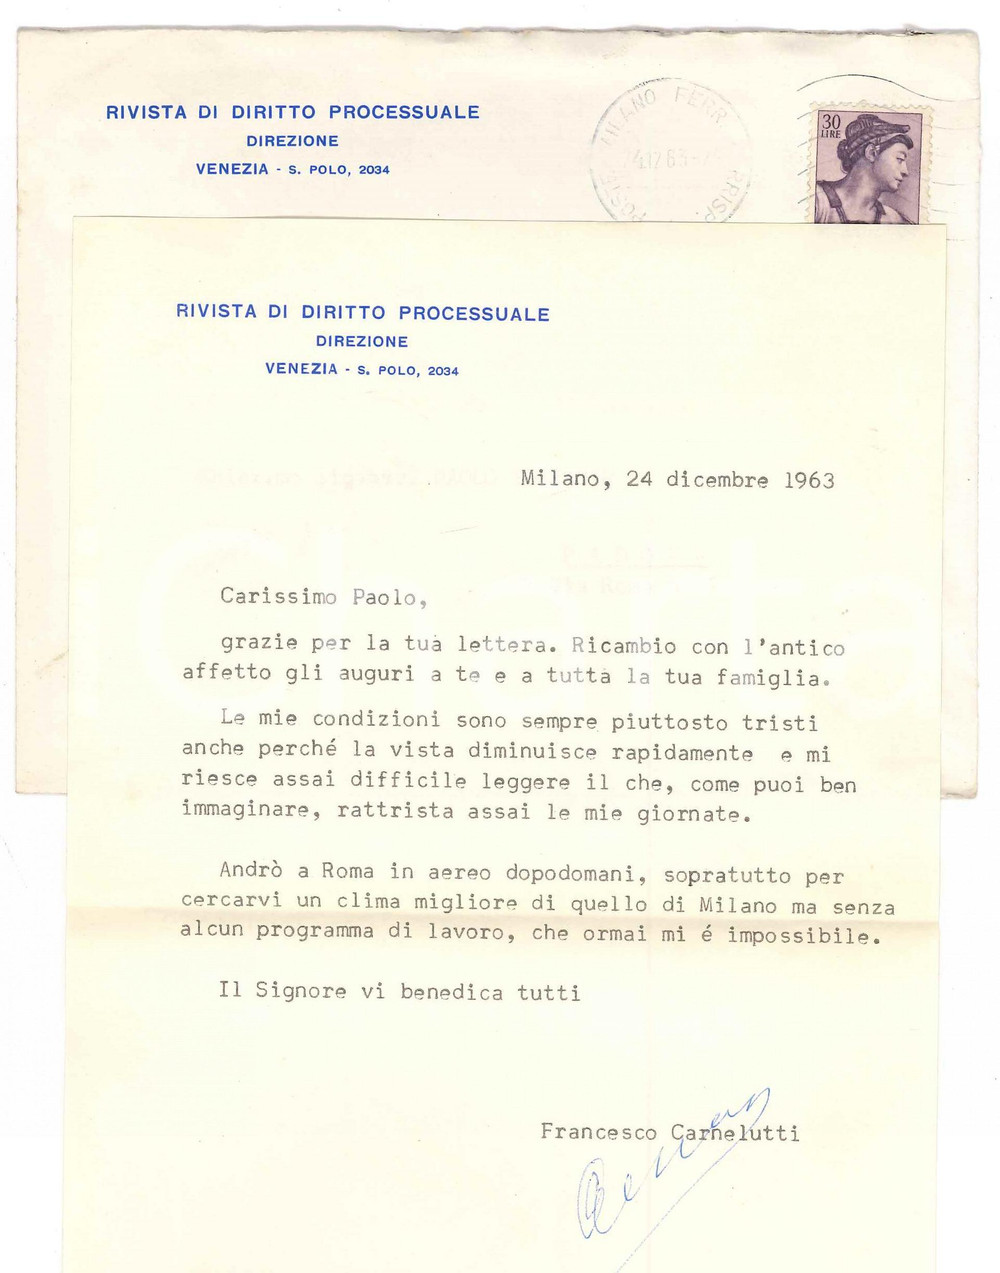 RIVISTA DI DIRITTO PROCESSUALE
DIREZIONE
VENEZIA - S. POLO, 2034
MILANO FERR.
24.12.63
30
LIRE
RIVISTA DI DIRITTO PROCESSUALE
DIREZIONE
VENEZIA - S. POLO, 2034
Milano, 24 dicembre 1963
Carissimo Paolo,
grazie per la tua lettera. Ricambio con l'antico
affetto gli auguri a te e a tutta la tua famiglia.
Le mie condizioni sono sempre piuttosto tristi
anche perché la vista diminuisce rapidamente e mi
riesce assai difficile leggere il che, come puoi ben
immaginare, rattrista assai le mie giornate.
Andrò a Roma in aereo dopodomani, sopratutto per
cercarvi un clima migliore di quello di Milano ma senza
alcun programma di lavoro, che ormai mi é impossibile.
Il Signore vi benedica tutti
Francesco Carnelutti